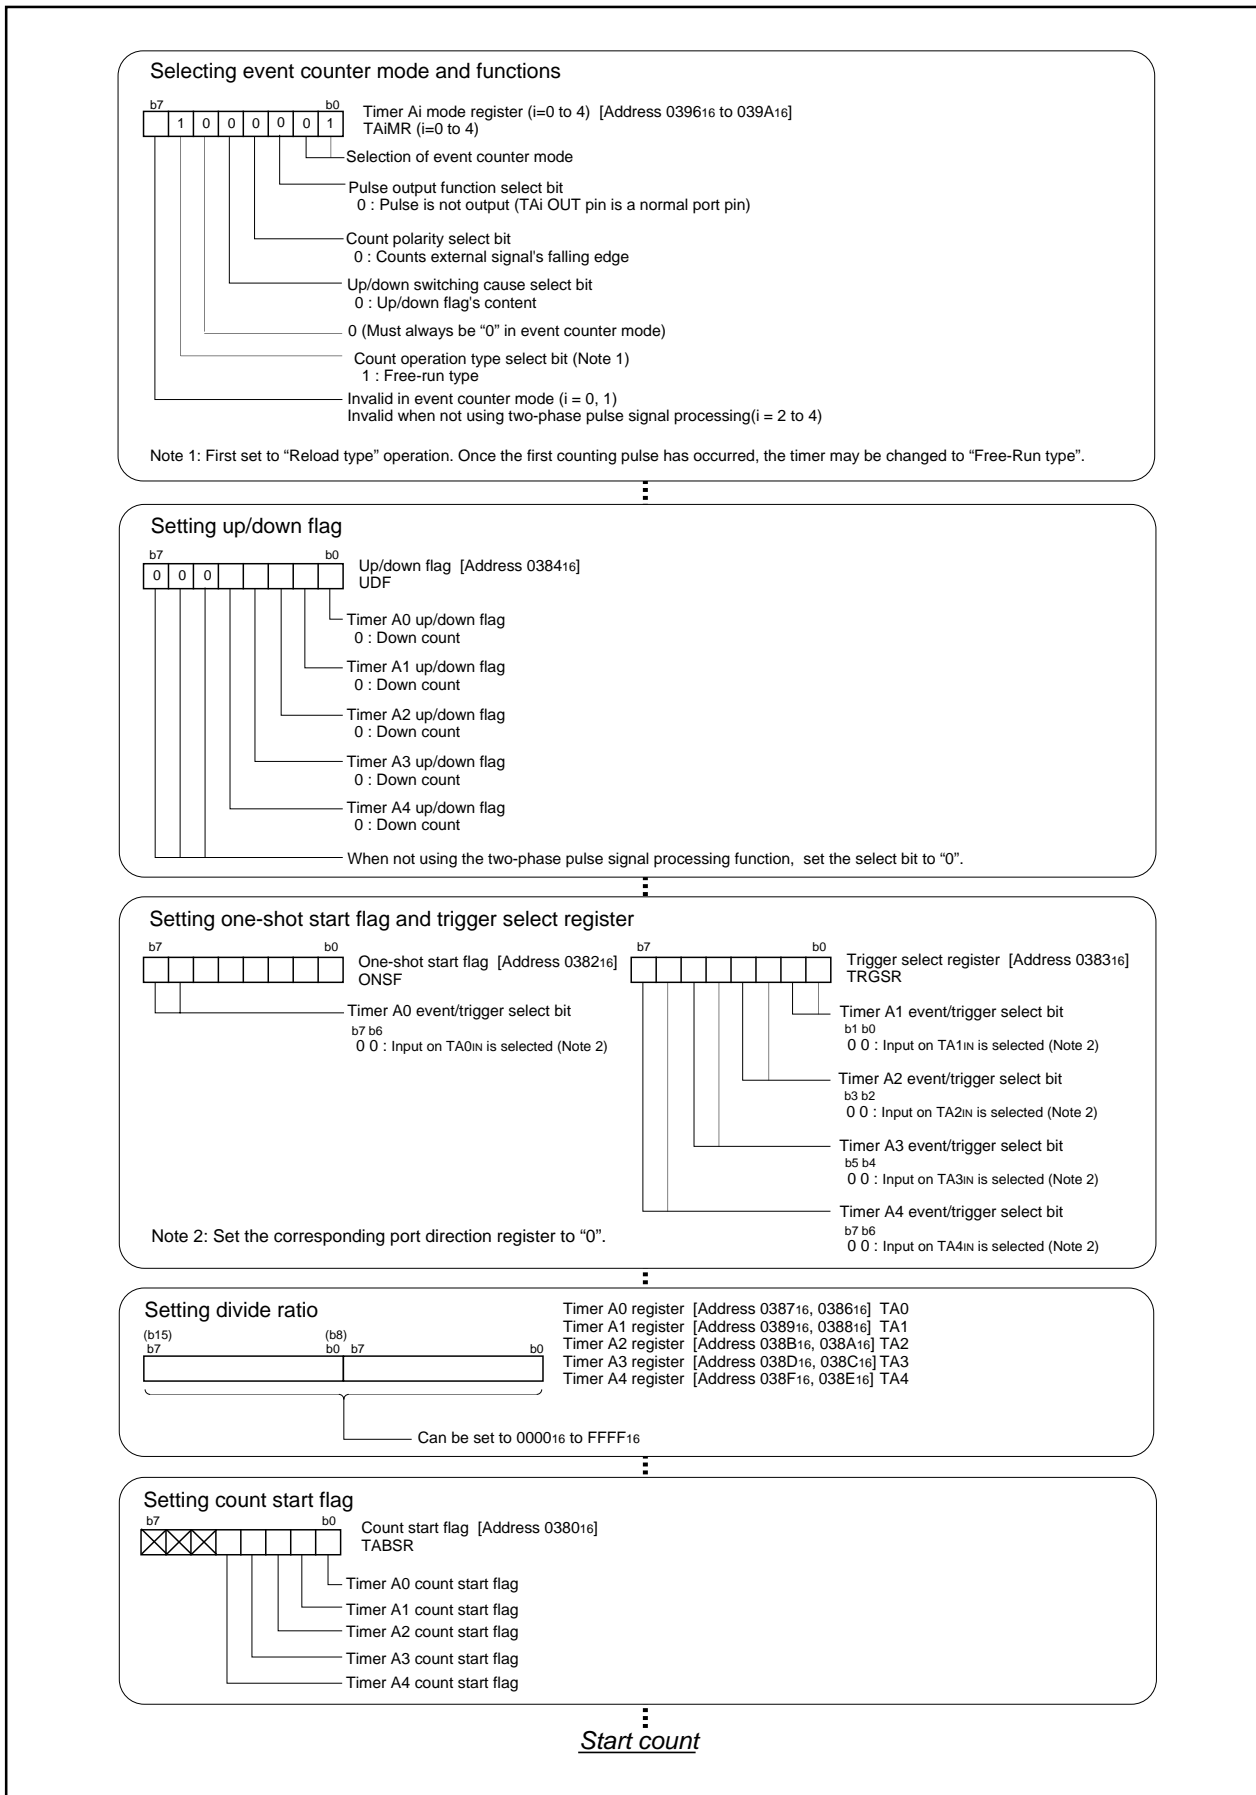 Selecting event counter mode and functions
b7 b0
1 0 0 0 0 0 1
Timer Ai mode register (i=0 to 4) [Address 039616 to 039A16]
TAiMR (i=0 to 4)
Selection of event counter mode
Pulse output function select bit
0 : Pulse is not output (TAi OUT pin is a normal port pin)
Count polarity select bit
0 : Counts external signal's falling edge
Up/down switching cause select bit
0 : Up/down flag's content
0 (Must always be “0” in event counter mode)
Count operation type select bit (Note 1)
1 : Free-run type
Invalid in event counter mode (i = 0, 1)
Invalid when not using two-phase pulse signal processing(i = 2 to 4)
Note 1: First set to “Reload type” operation. Once the first counting pulse has occurred, the timer may be changed to “Free-Run type”.
Setting up/down flag
b7 b0
0 0 0
Up/down flag [Address 038416]
UDF
Timer A0 up/down flag
0 : Down count
Timer A1 up/down flag
0 : Down count
Timer A2 up/down flag
0 : Down count
Timer A3 up/down flag
0 : Down count
Timer A4 up/down flag
0 : Down count
When not using the two-phase pulse signal processing function, set the select bit to “0”.
Setting one-shot start flag and trigger select register
b7 b0
One-shot start flag [Address 038216]
ONSF
Timer A0 event/trigger select bit
b7 b6
0 0 : Input on TA0IN is selected (Note 2)
b7 b0
Trigger select register [Address 038316]
TRGSR
Timer A1 event/trigger select bit
b1 b0
0 0 : Input on TA1IN is selected (Note 2)
Timer A2 event/trigger select bit
b3 b2
0 0 : Input on TA2IN is selected (Note 2)
Timer A3 event/trigger select bit
b5 b4
0 0 : Input on TA3IN is selected (Note 2)
Timer A4 event/trigger select bit
b7 b6
0 0 : Input on TA4IN is selected (Note 2)
Note 2: Set the corresponding port direction register to “0”.
Setting divide ratio
(b15) (b8)
b7 b0 b7 b0
Timer A0 register [Address 038716, 038616] TA0
Timer A1 register [Address 038916, 038816] TA1
Timer A2 register [Address 038B16, 038A16] TA2
Timer A3 register [Address 038D16, 038C16] TA3
Timer A4 register [Address 038F16, 038E16] TA4
Can be set to 000016 to FFFF16
Setting count start flag
b7 b0
Count start flag [Address 038016]
TABSR
Timer A0 count start flag
Timer A1 count start flag
Timer A2 count start flag
Timer A3 count start flag
Timer A4 count start flag
Start count